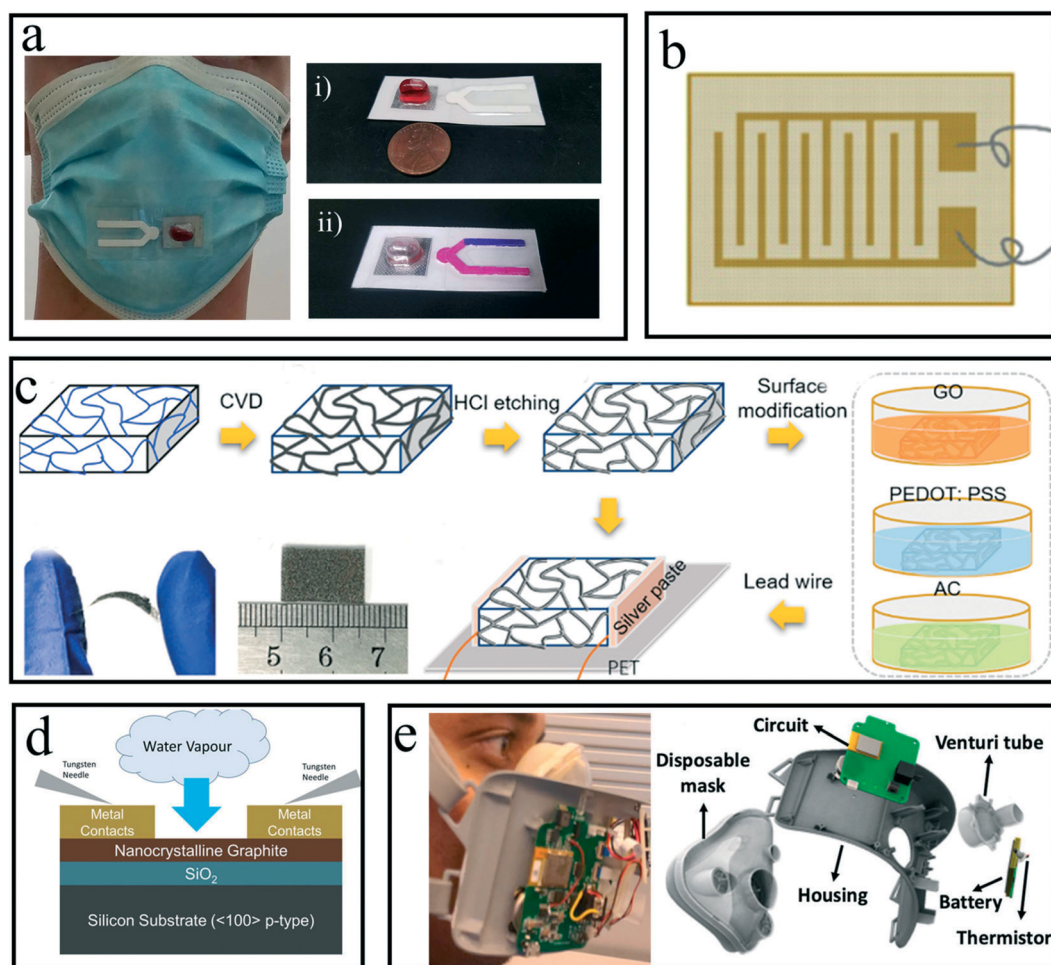 a
i)
ii)
b
c
CVD
HCl etching
Surface
modification
GO
PEDOT: PSS
AC
Lead wire
Silver paste
PET
5 6 7
d
Water Vapour
Tungsten
Needle
Tungsten
Needle
Metal
Contacts
Metal
Contacts
Nanocrystalline Graphite
SiO₂
Silicon Substrate (<100> p-type)
e
Circuit
Disposable
mask
Venturi tube
Housing
Battery
Thermistor